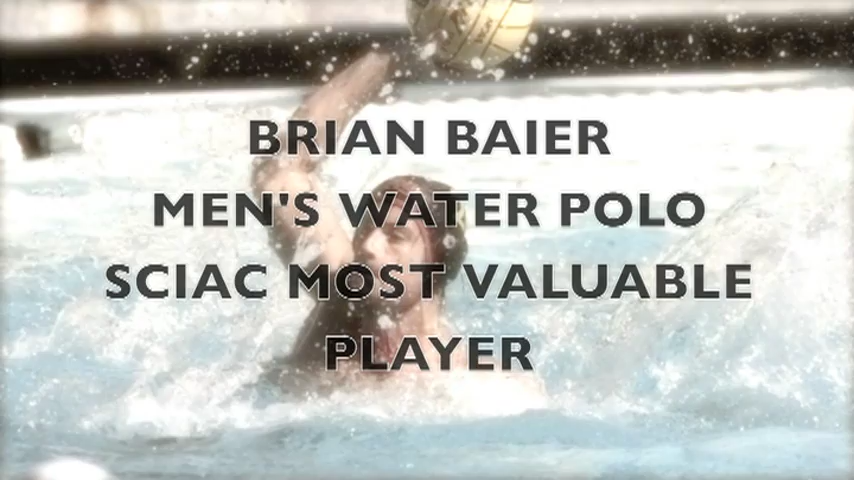 BRIAN BAIER
MEN'S WATER POLO
SCIAC MOST VALUABLE
PLAYER